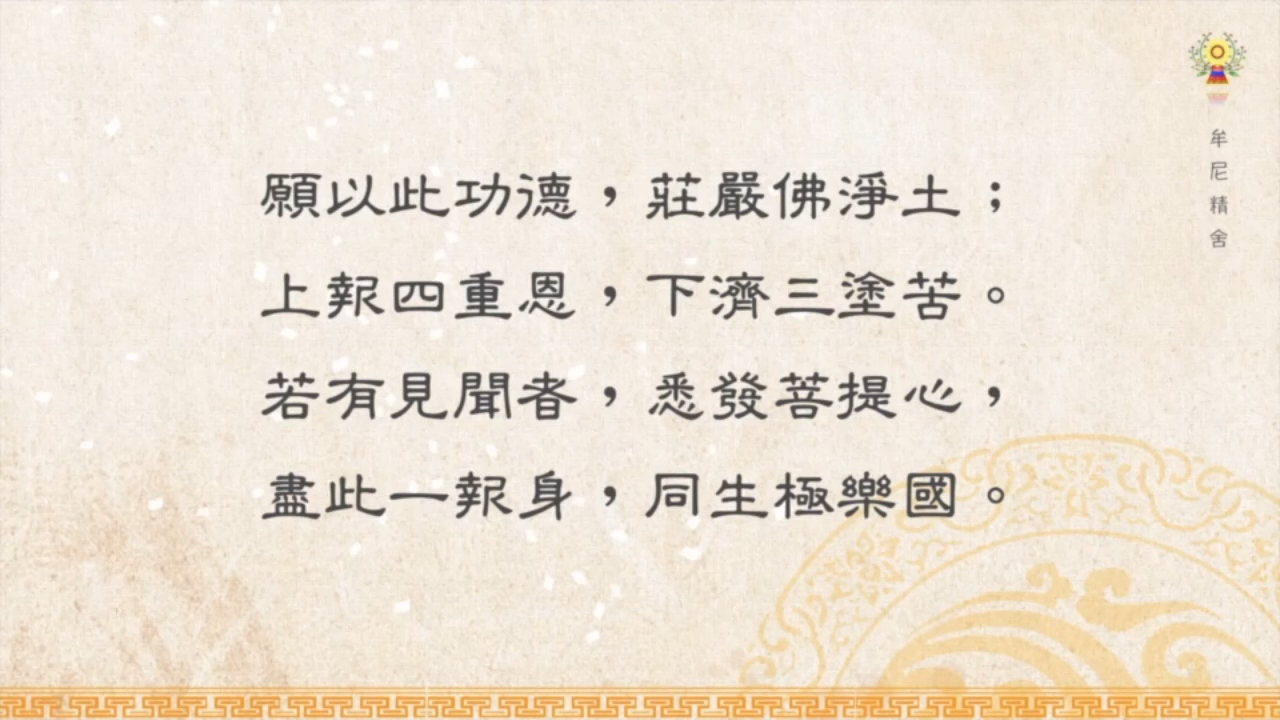 願以此功德，莊嚴佛淨土；
上報四重恩，下濟三塗苦。
若有見聞者，悉發菩提心，
盡此一報身，同生極樂國。
牟尼精舍